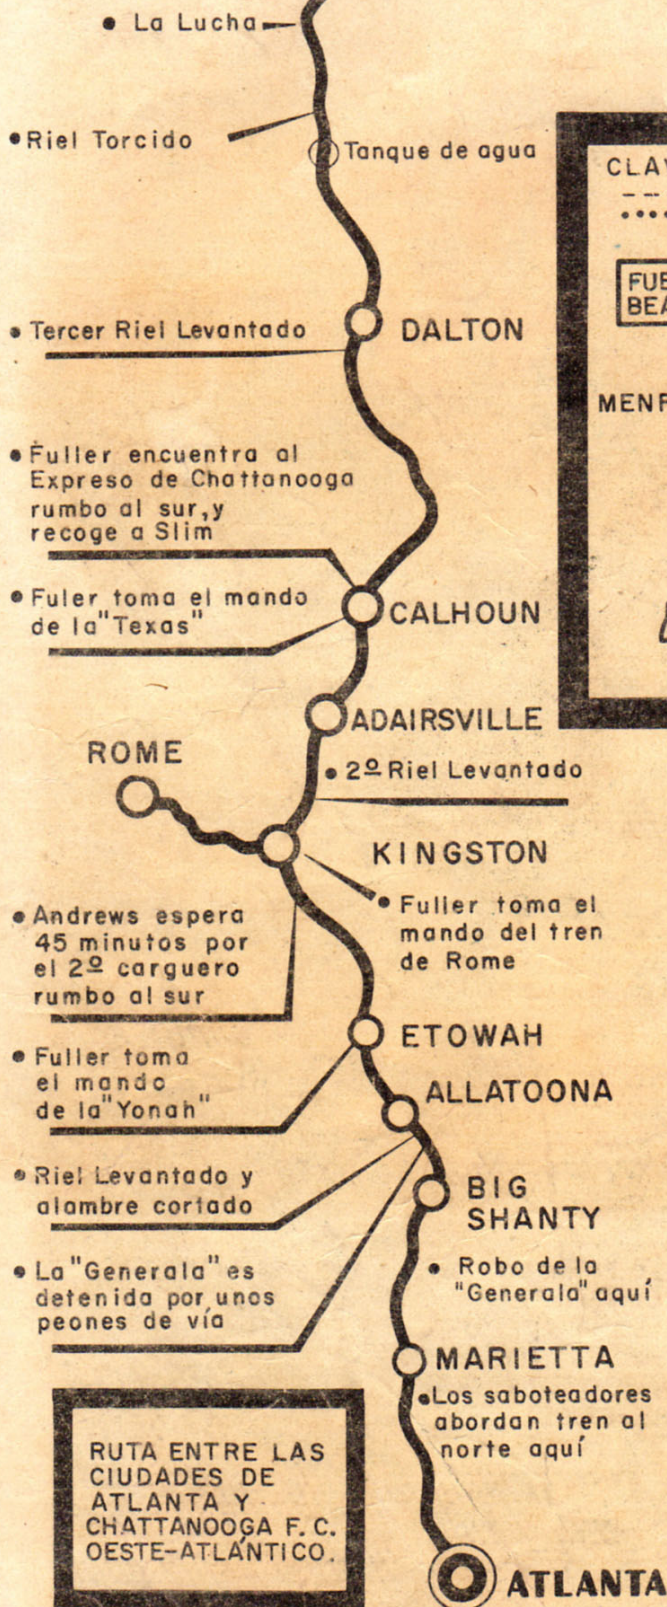 • La Lucha
• Riel Torcido
Tanque de agua
CLAV
FUE
BEA
• Tercer Riel Levantado
DALTON
MENF
• Fuller encuentra al
Expreso de Chattanooga
rumbo al sur, y
recoge a Slim
• Fuler toma el mando
de la "Texas"
CALHOUN
ADAIRSVILLE
ROME
• 2º Riel Levantado
KINGSTON
• Fuller toma el
mando del tren
de Rome
• Andrews espera
45 minutos por
el 2º carguero
rumbo al sur
ETOWAH
• Fuller toma
el mando
de la "Yonah"
ALLATOONA
• Riel Levantado y
alambre cortado
BIG
SHANTY
• Robo de la
"Generala" aquí
• La "Generala" es
detenida por unos
peones de vía
MARIETTA
• Los saboteadores
abordan tren al
norte aquí
RUTA ENTRE LAS
CIUDADES DE
ATLANTA Y
CHATTANOOGA F. C.
OESTE-ATLÁNTICO.
ATLANTA